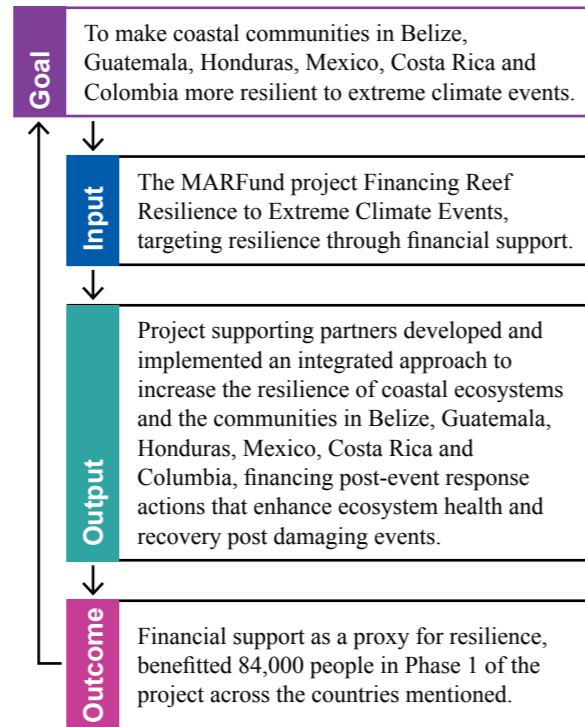 Goal
To make coastal communities in Belize,
Guatemala, Honduras, Mexico, Costa Rica and
Colombia more resilient to extreme climate events.
Input
The MARFund project Financing Reef
Resilience to Extreme Climate Events,
targeting resilience through financial support.
Output
Project supporting partners developed and
implemented an integrated approach to
increase the resilience of coastal ecosystems
and the communities in Belize, Guatemala,
Honduras, Mexico, Costa Rica and
Columbia, financing post-event response
actions that enhance ecosystem health and
recovery post damaging events.
Outcome
Financial support as a proxy for resilience,
benefitted 84,000 people in Phase 1 of the
project across the countries mentioned.